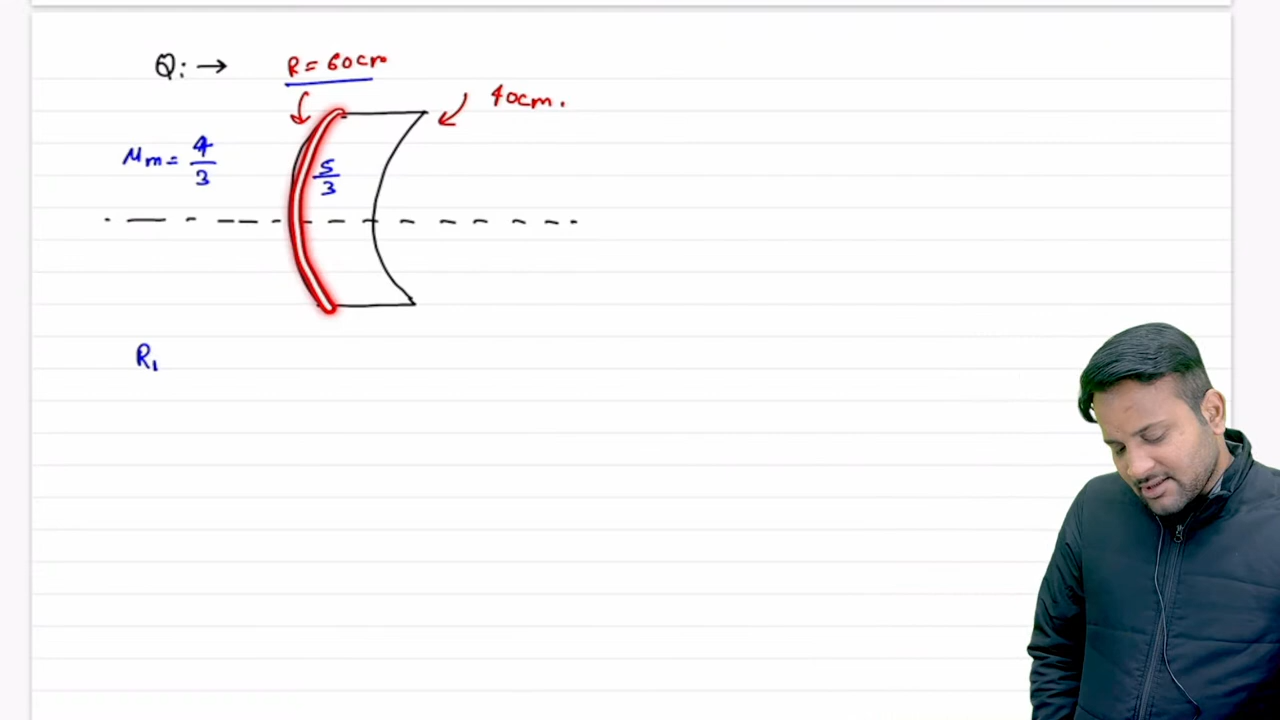 Q: → R = 60cm
40cm.
μm = 4/3
5/3
R1